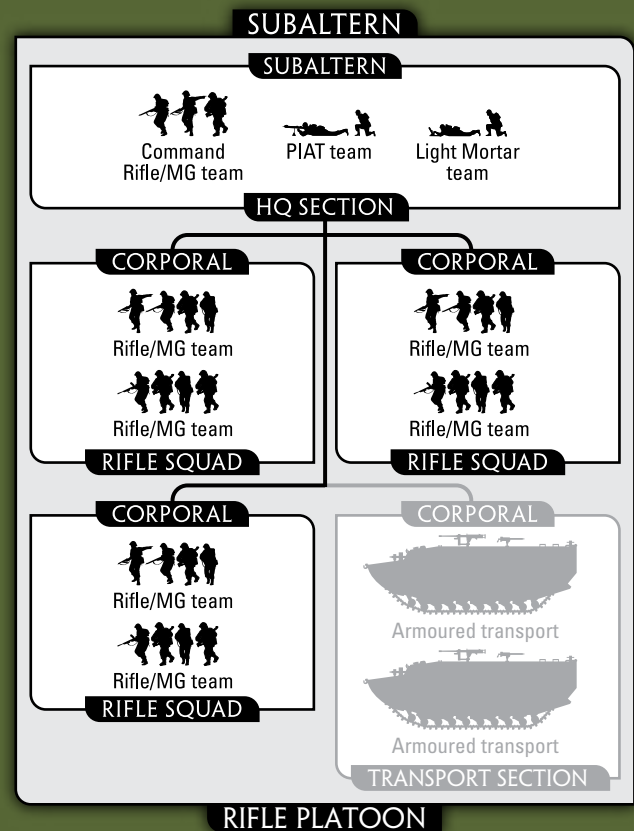 SUBALTERN
SUBALTERN
Command
Rifle/MG team
PIAT team
Light Mortar
team
HQ SECTION
CORPORAL
Rifle/MG team
Rifle/MG team
RIFLE SQUAD
CORPORAL
Rifle/MG team
Rifle/MG team
RIFLE SQUAD
CORPORAL
Rifle/MG team
Rifle/MG team
RIFLE SQUAD
CORPORAL
Armoured transport
Armoured transport
TRANSPORT SECTION
RIFLE PLATOON